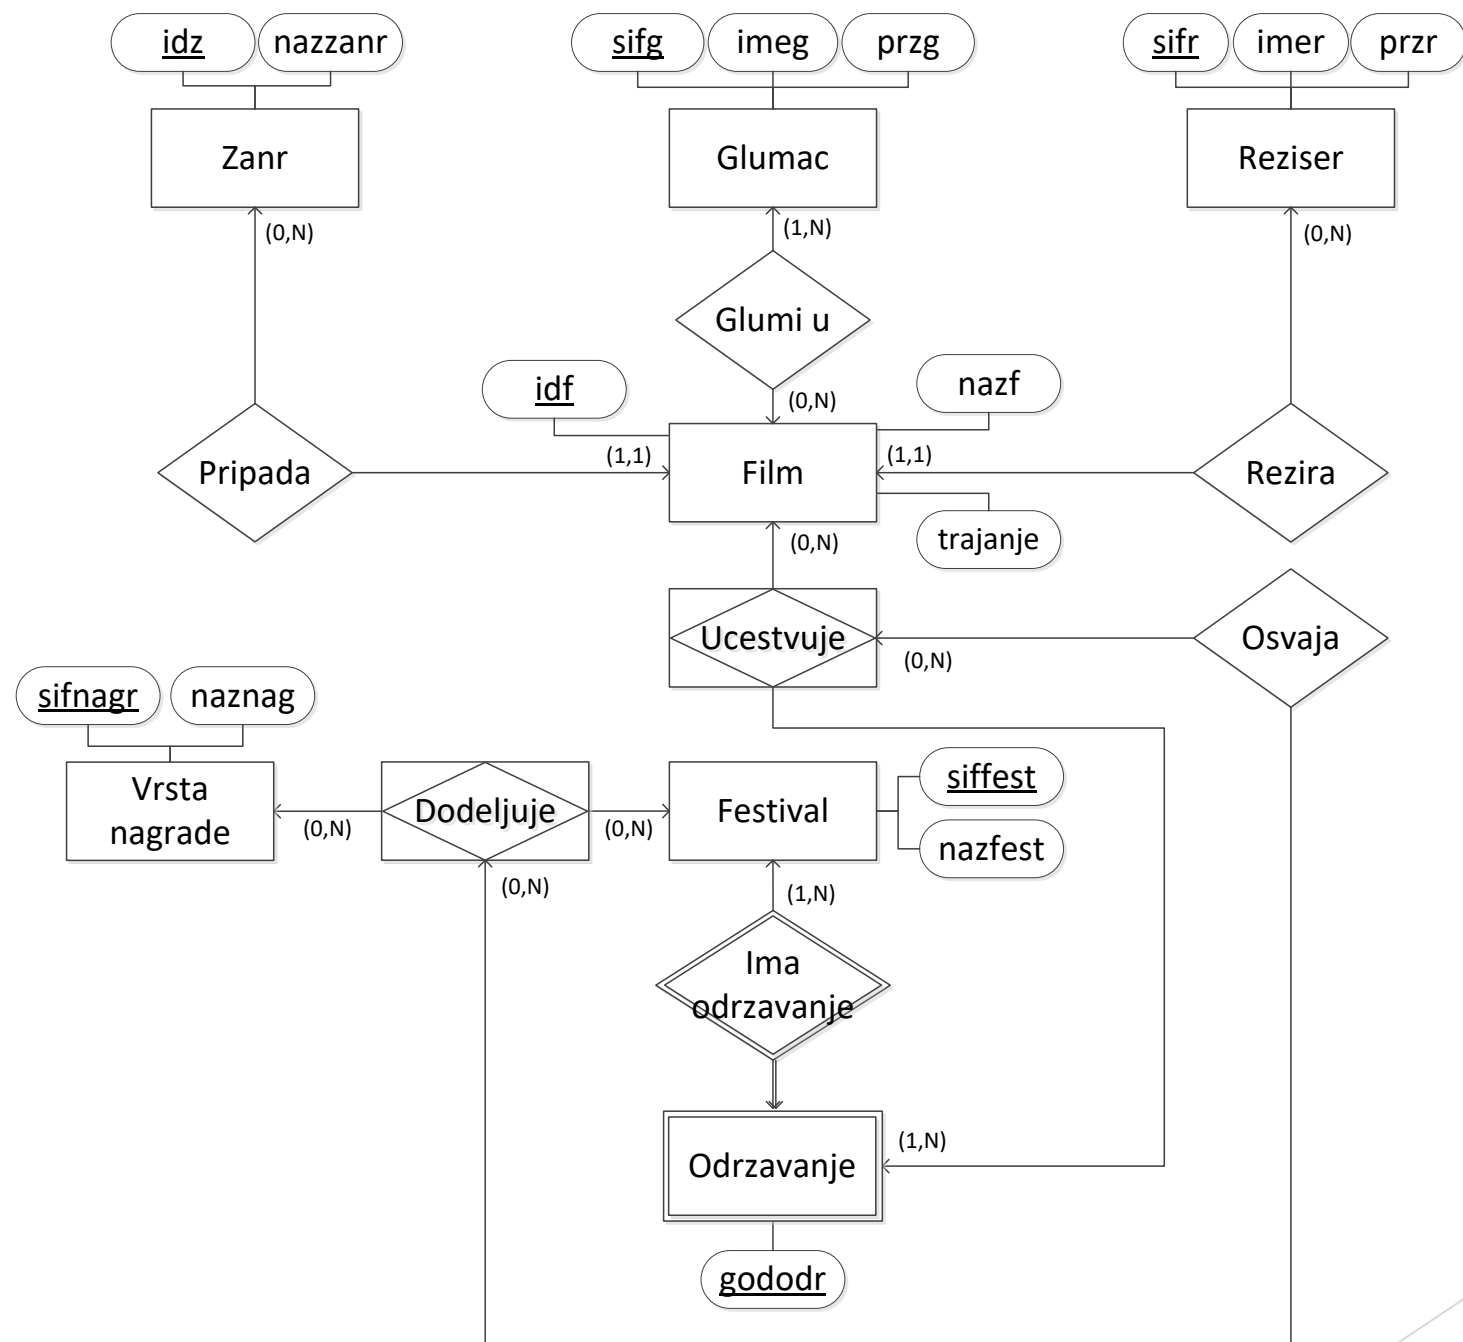 idz nazzanr sifg imeg przg sifr imer przr
Zanr Glumac Reziser
(0,N) (1,N) (0,N)
Glumi u
idf (0,N) nazf
Pripada (1,1) Film (1,1) Rezira
(0,N) trajanje
Ucestvuje (0,N) Osvaja
sifnagr naznag
Vrsta
nagrade
(0,N) Dodeljuje (0,N) Festival siffest
nazfest
(0,N) (1,N)
Ima
odrzavanje
Odrzavanje (1,N)
gododr